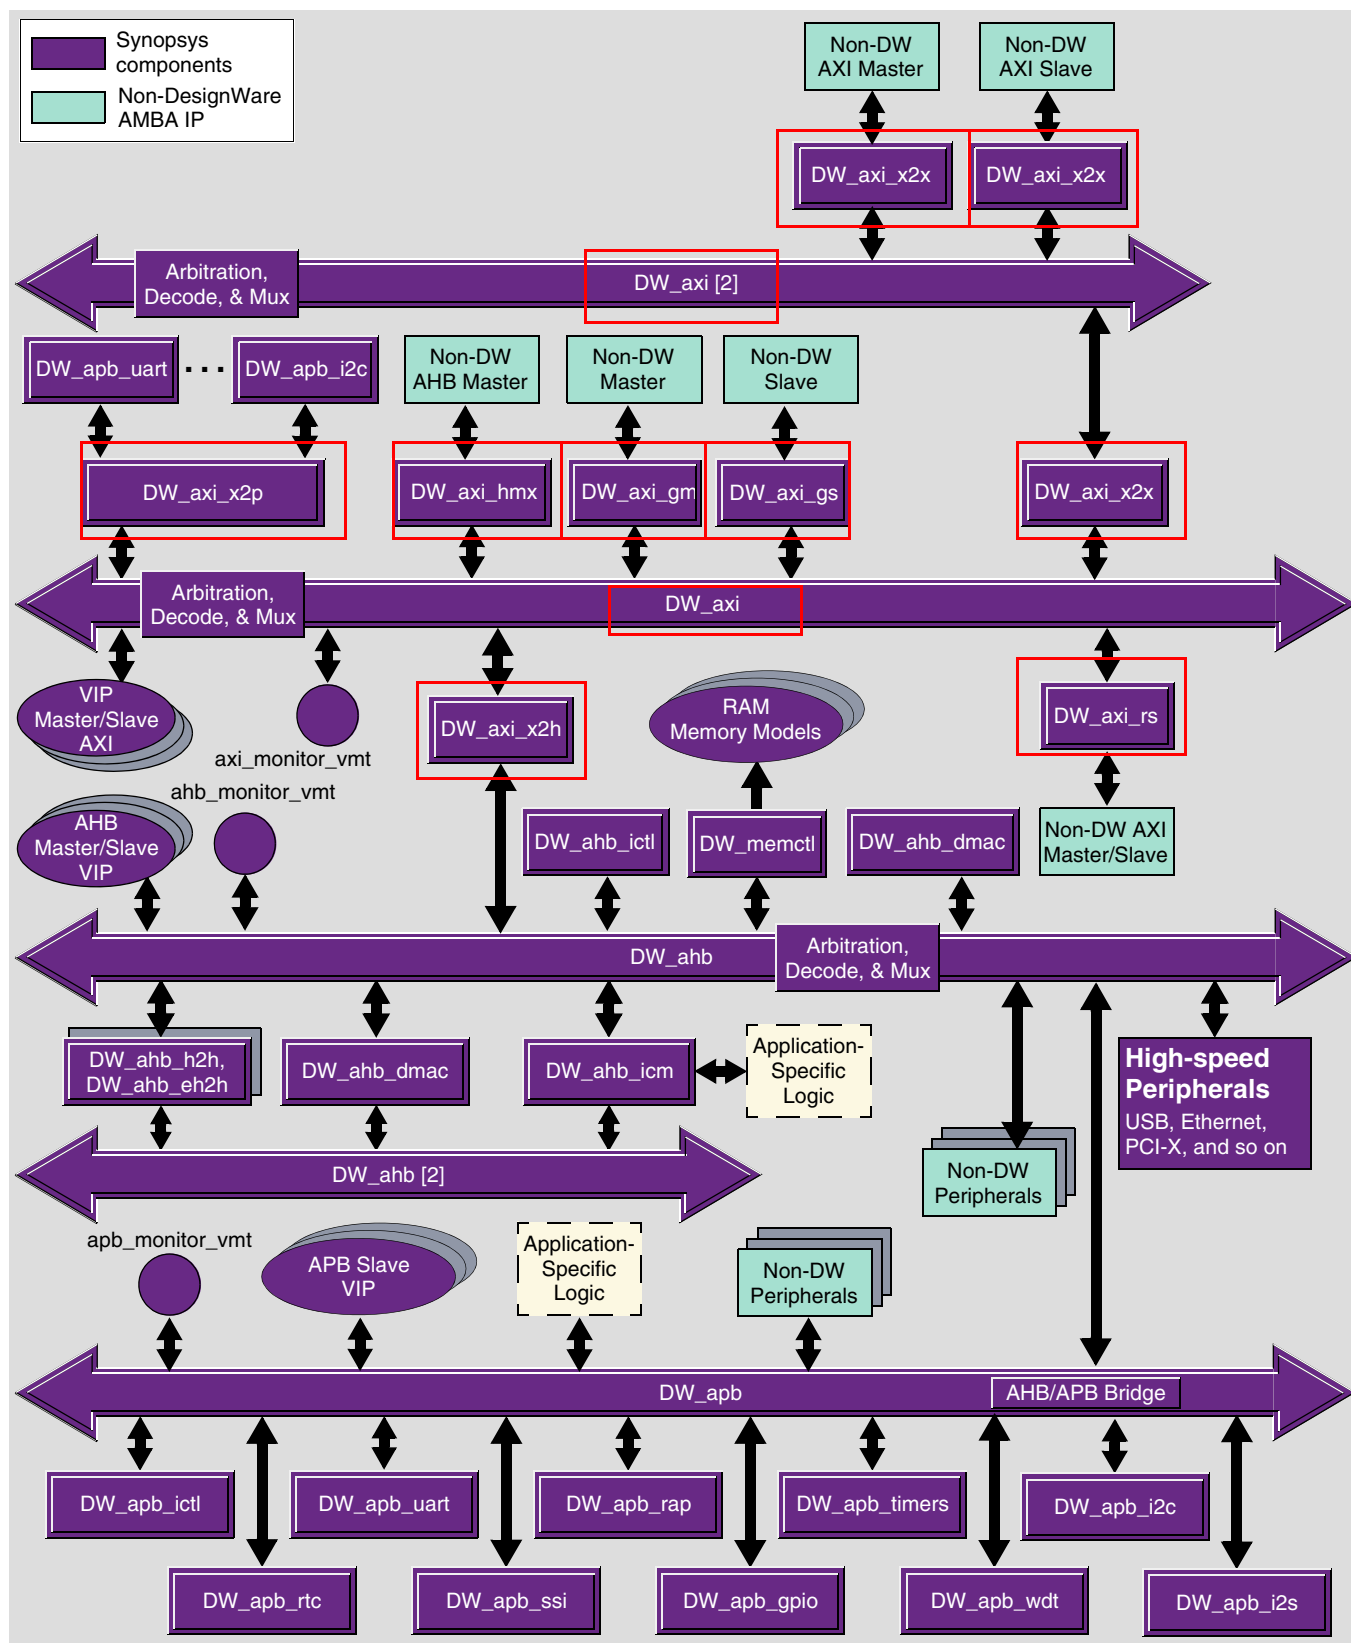 Synopsys
components
Non-DesignWare
AMBA IP
Non-DW
AXI Master
Non-DW
AXI Slave
DW_axi_x2x
DW_axi_x2x
Arbitration,
Decode, & Mux
DW_axi [2]
DW_apb_uart
. . .
DW_apb_i2c
Non-DW
AHB Master
Non-DW
Master
Non-DW
Slave
DW_axi_x2p
DW_axi_hmx
DW_axi_gm
DW_axi_gs
DW_axi_x2x
Arbitration,
Decode, & Mux
DW_axi
VIP
Master/Slave
AXI
axi_monitor_vmt
DW_axi_x2h
RAM
Memory Models
DW_axi_rs
ahb_monitor_vmt
AHB
Master/Slave
VIP
DW_ahb_ictl
DW_memctl
DW_ahb_dmac
Non-DW AXI
Master/Slave
DW_ahb
Arbitration,
Decode, & Mux
DW_ahb_h2h,
DW_ahb_eh2h
DW_ahb_dmac
DW_ahb_icm
Application-
Specific
Logic
High-speed
Peripherals
USB, Ethernet,
PCI-X, and so on
DW_ahb [2]
Non-DW
Peripherals
apb_monitor_vmt
APB Slave
VIP
Application-
Specific
Logic
Non-DW
Peripherals
DW_apb
AHB/APB Bridge
DW_apb_ictl
DW_apb_uart
DW_apb_rap
DW_apb_timers
DW_apb_i2c
DW_apb_rtc
DW_apb_ssi
DW_apb_gpio
DW_apb_wdt
DW_apb_i2s